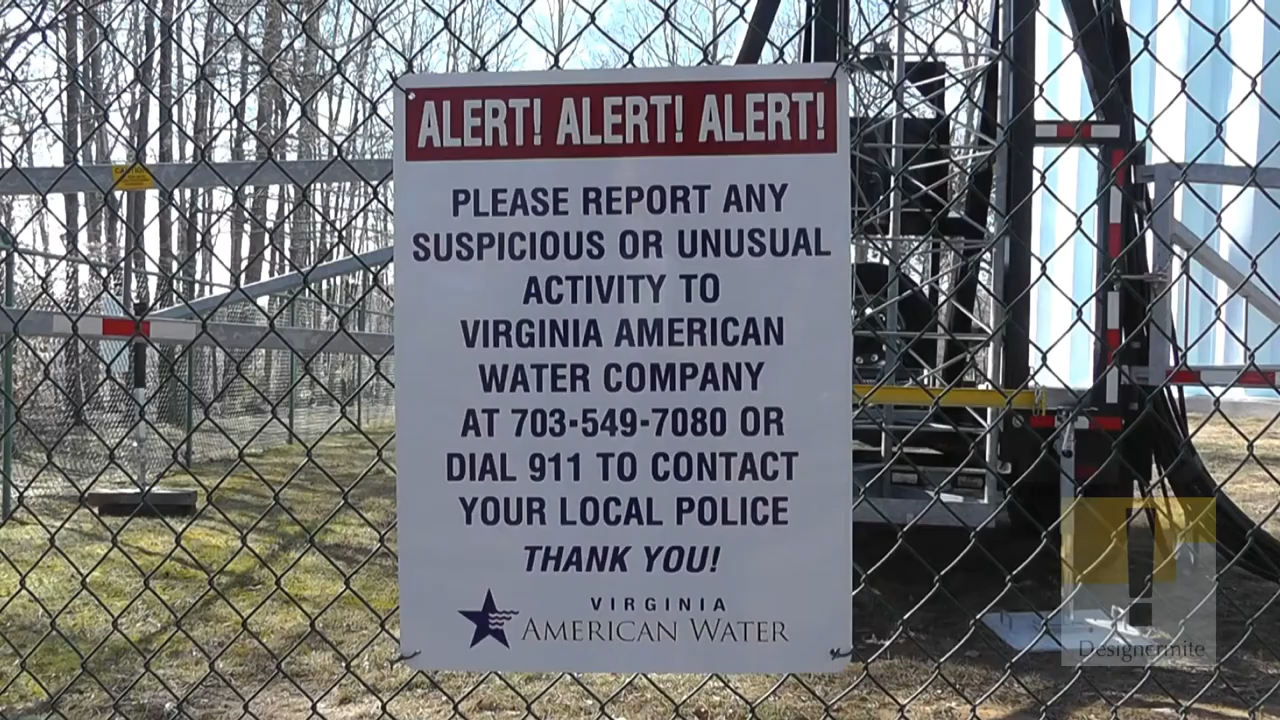 ALERT! ALERT! ALERT!
PLEASE REPORT ANY
SUSPICIOUS OR UNUSUAL
ACTIVITY TO
VIRGINIA AMERICAN
WATER COMPANY
AT 703-549-7080 OR
DIAL 911 TO CONTACT
YOUR LOCAL POLICE
THANK YOU!
VIRGINIA
AMERICAN WATER
CAUTION
!
Designermite